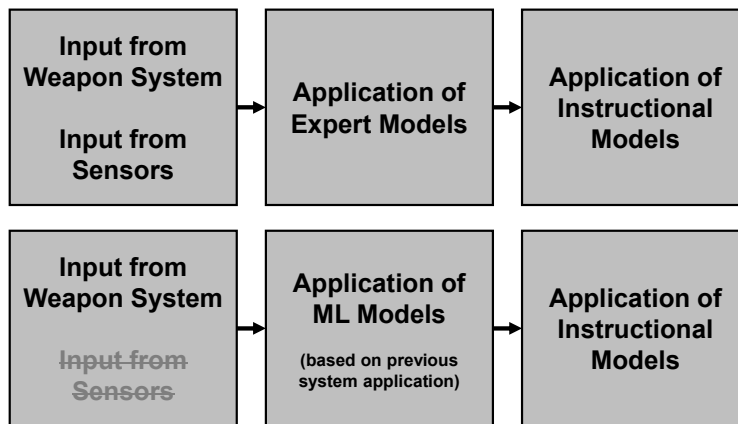 Input from
Weapon System
Input from
Sensors
Application of
Expert Models
Application of
Instructional
Models
Input from
Weapon System
Input from
Sensors
Application of
ML Models
(based on previous
system application)
Application of
Instructional
Models